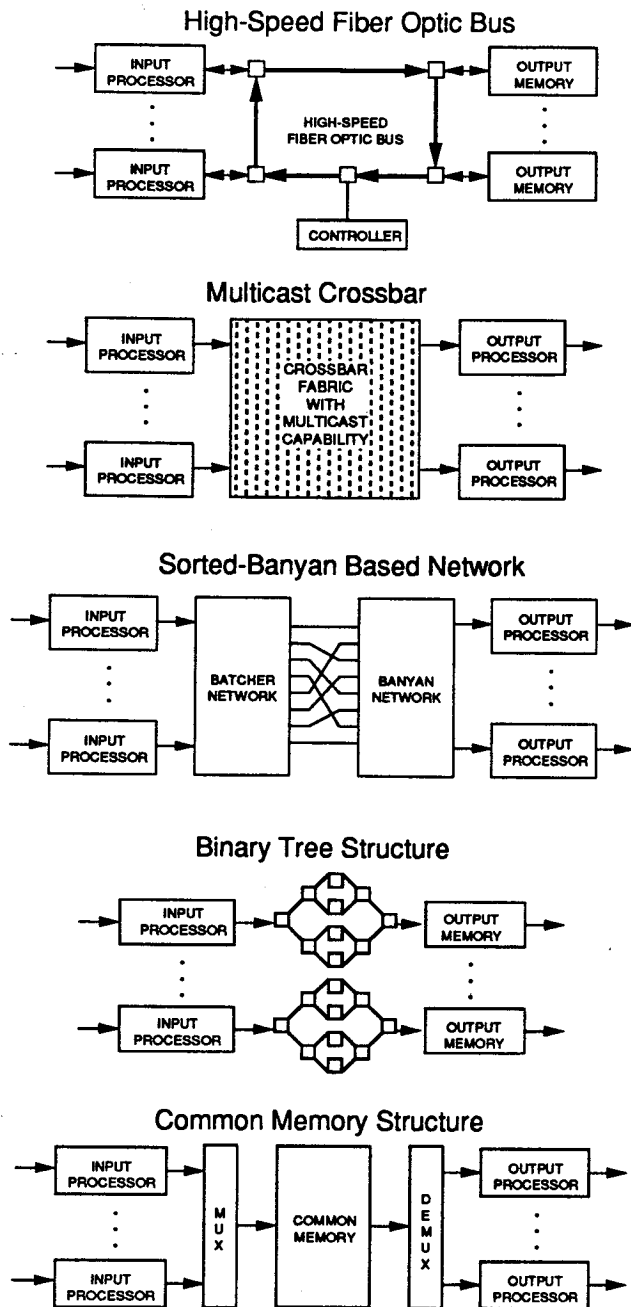 High-Speed Fiber Optic Bus
INPUT
PROCESSOR
OUTPUT
MEMORY
HIGH-SPEED
FIBER OPTIC BUS
INPUT
PROCESSOR
OUTPUT
MEMORY
CONTROLLER
Multicast Crossbar
INPUT
PROCESSOR
OUTPUT
PROCESSOR
CROSSBAR
FABRIC
WITH
MULTICAST
CAPABILITY
INPUT
PROCESSOR
OUTPUT
PROCESSOR
Sorted-Banyan Based Network
INPUT
PROCESSOR
OUTPUT
PROCESSOR
BATCHER
NETWORK
BANYAN
NETWORK
INPUT
PROCESSOR
OUTPUT
PROCESSOR
Binary Tree Structure
INPUT
PROCESSOR
OUTPUT
MEMORY
INPUT
PROCESSOR
OUTPUT
MEMORY
Common Memory Structure
INPUT
PROCESSOR
OUTPUT
PROCESSOR
MUX
COMMON
MEMORY
DEMUX
INPUT
PROCESSOR
OUTPUT
PROCESSOR